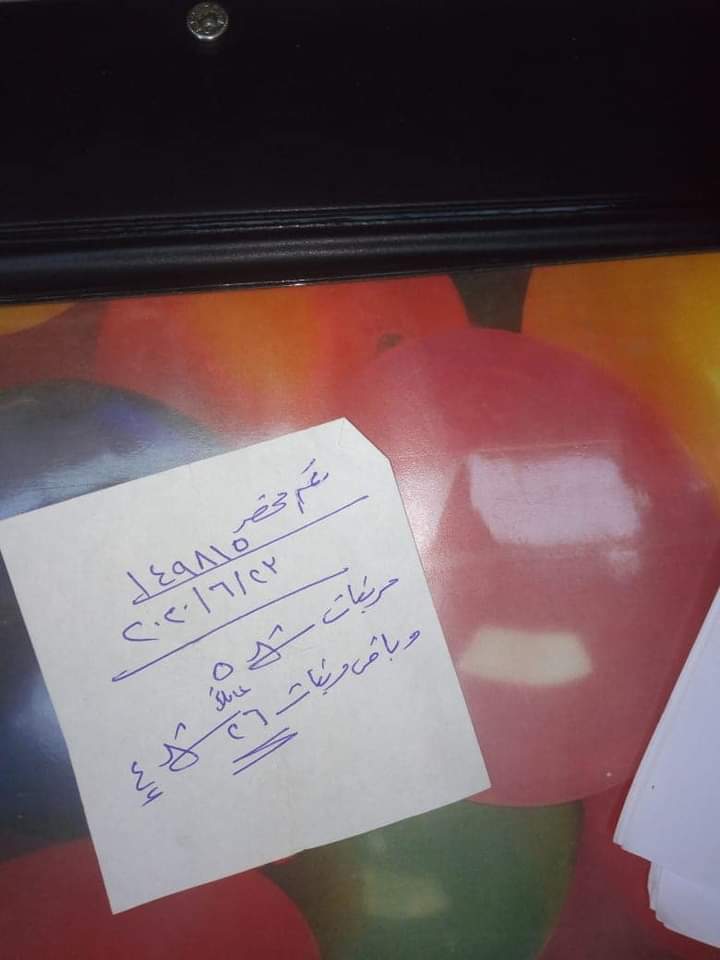 رقم محضر
١٤٩٨١٥
٢٠٢٠/٦/٢٢
مرتبات شهر ٥
وباقى مرتبات شهر ٤
٢٦